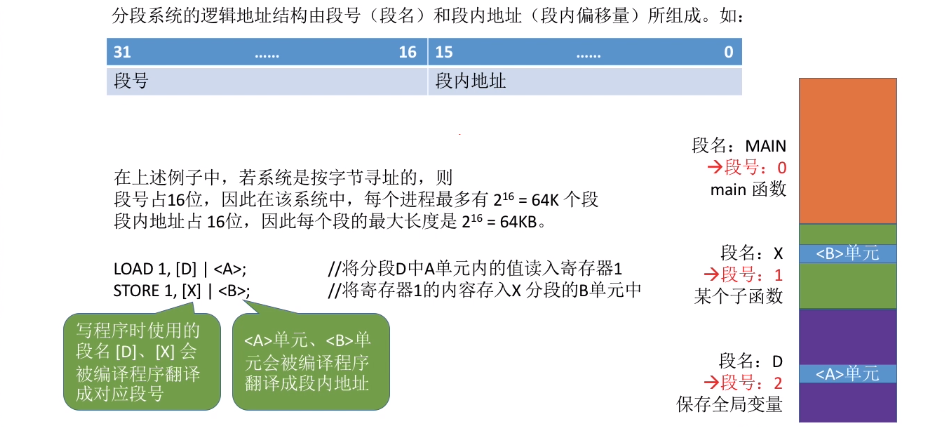 分段系统的逻辑地址结构由段号（段名）和段内地址（段内偏移量）所组成。如：
31 …… 16 15 …… 0
段号 段内地址
在上述例子中，若系统是按字节寻址的，则
段号占16位，因此在该系统中，每个进程最多有 2¹⁶ = 64K 个段
段内地址占 16位，因此每个段的最大长度是 2¹⁶ = 64KB。
LOAD 1, [D] | <A>; //将分段D中A单元内的值读入寄存器1
STORE 1, [X] | <B>; //将寄存器1的内容存入X 分段的B单元中
写程序时使用的
段名 [D]、[X] 会
被编译程序翻译
成对应段号
<A>单元、<B>单
元会被编译程序
翻译成段内地址
段名：MAIN
→段号：0
main 函数
段名：X
→段号：1
某个子函数
<B>单元
段名：D
→段号：2
保存全局变量
<A>单元